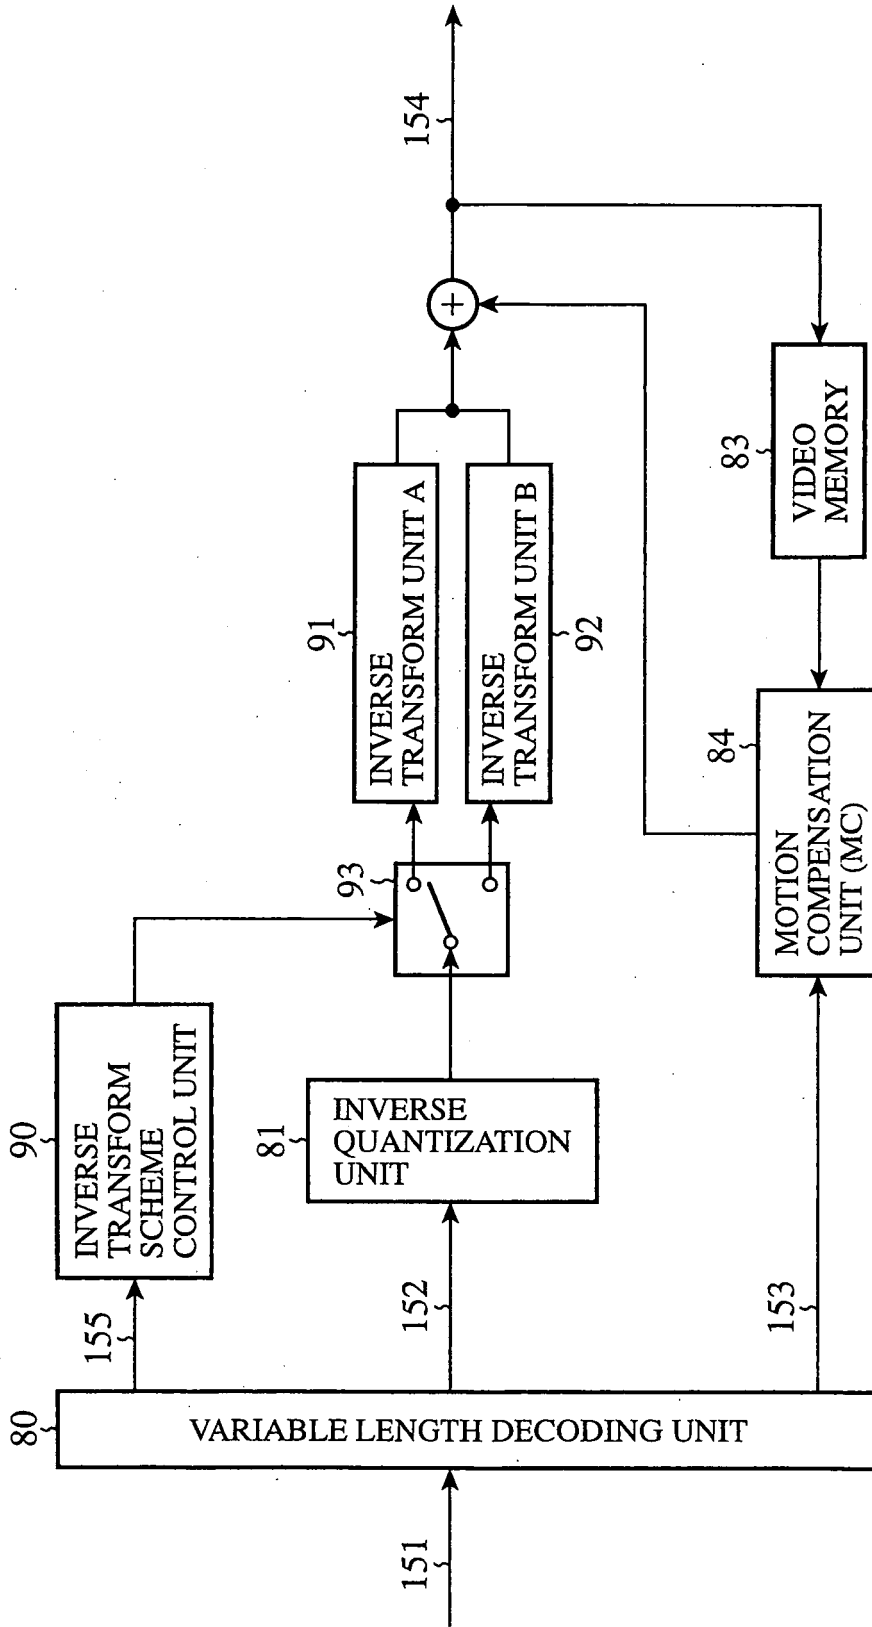 151
80
VARIABLE LENGTH DECODING UNIT
155
152
153
90
INVERSE
TRANSFORM
SCHEME
CONTROL UNIT
81
INVERSE
QUANTIZATION
UNIT
93
91
INVERSE
TRANSFORM UNIT A
INVERSE
TRANSFORM UNIT B
92
+
154
84
MOTION
COMPENSATION
UNIT (MC)
83
VIDEO
MEMORY